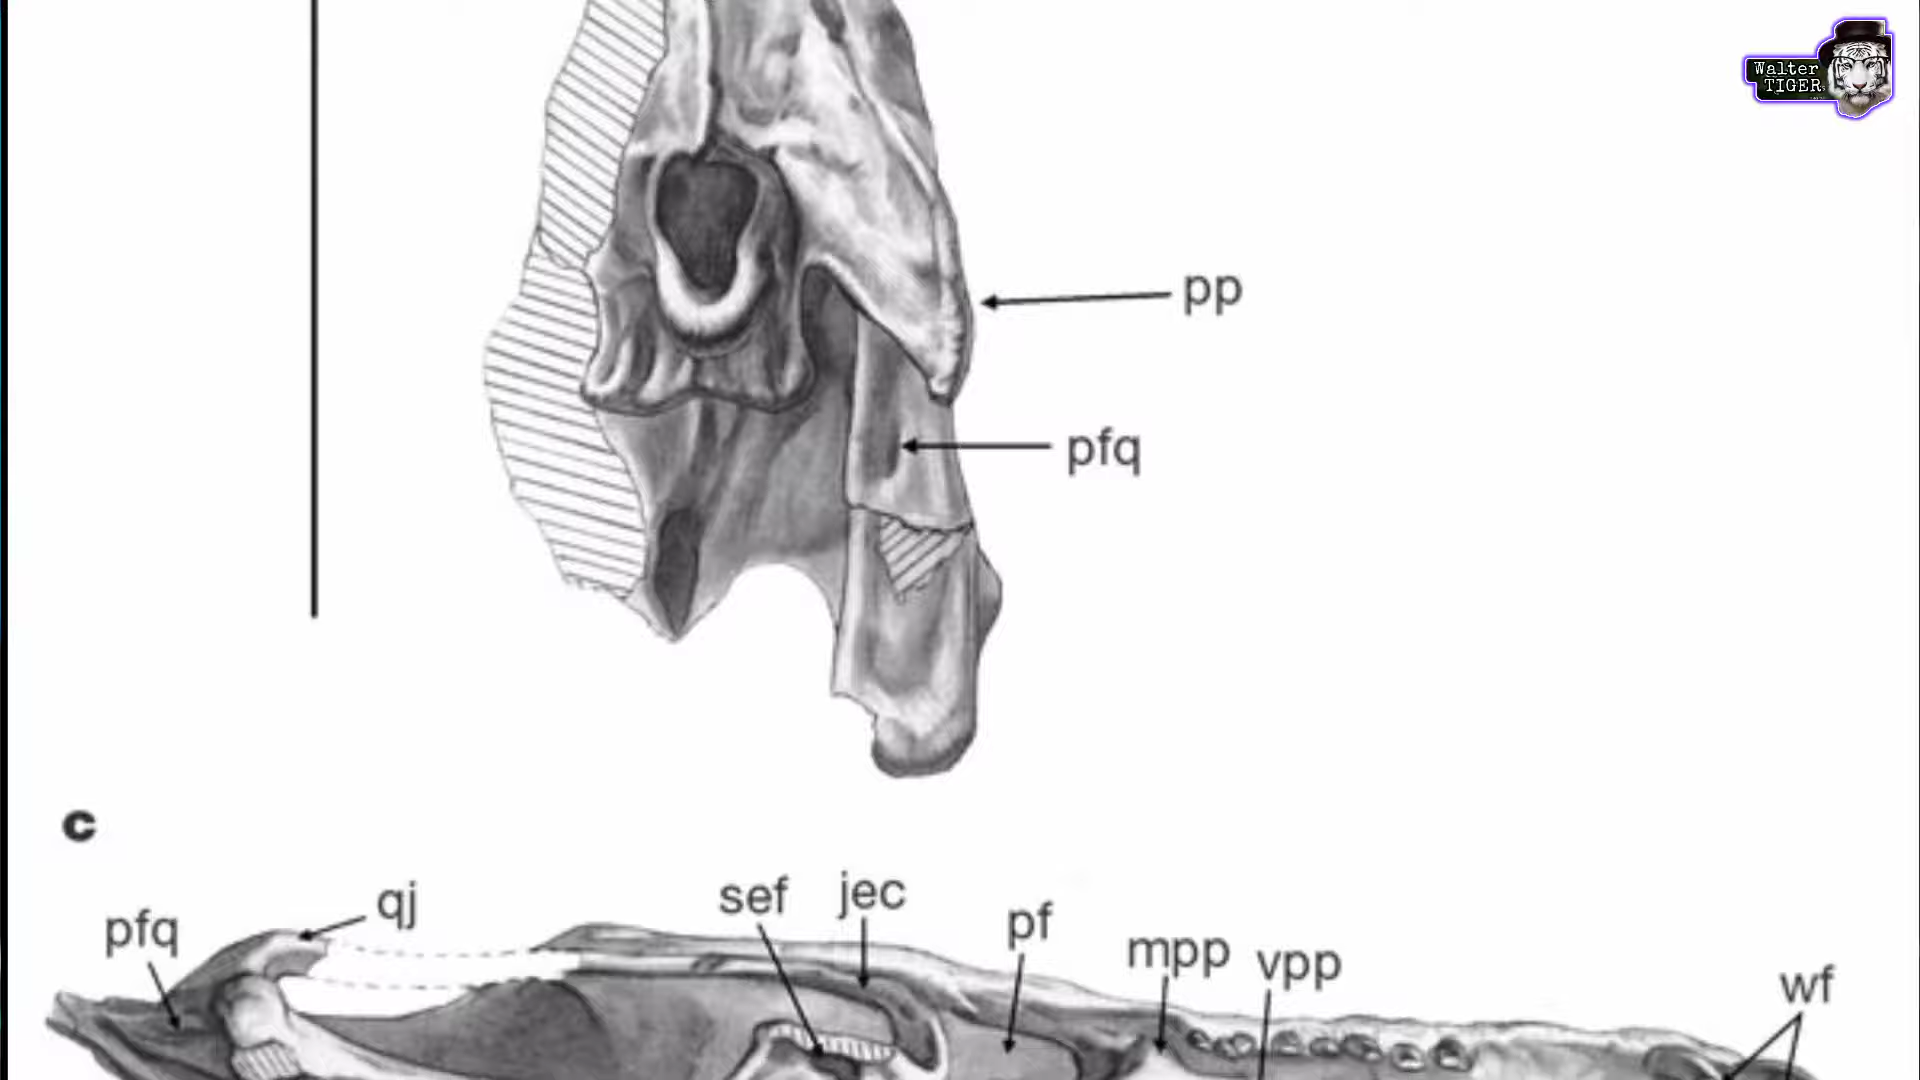 Walter
TIGER
pp
pfq
c
qj
sef
jec
pf
pfq
mpp
vpp
wf